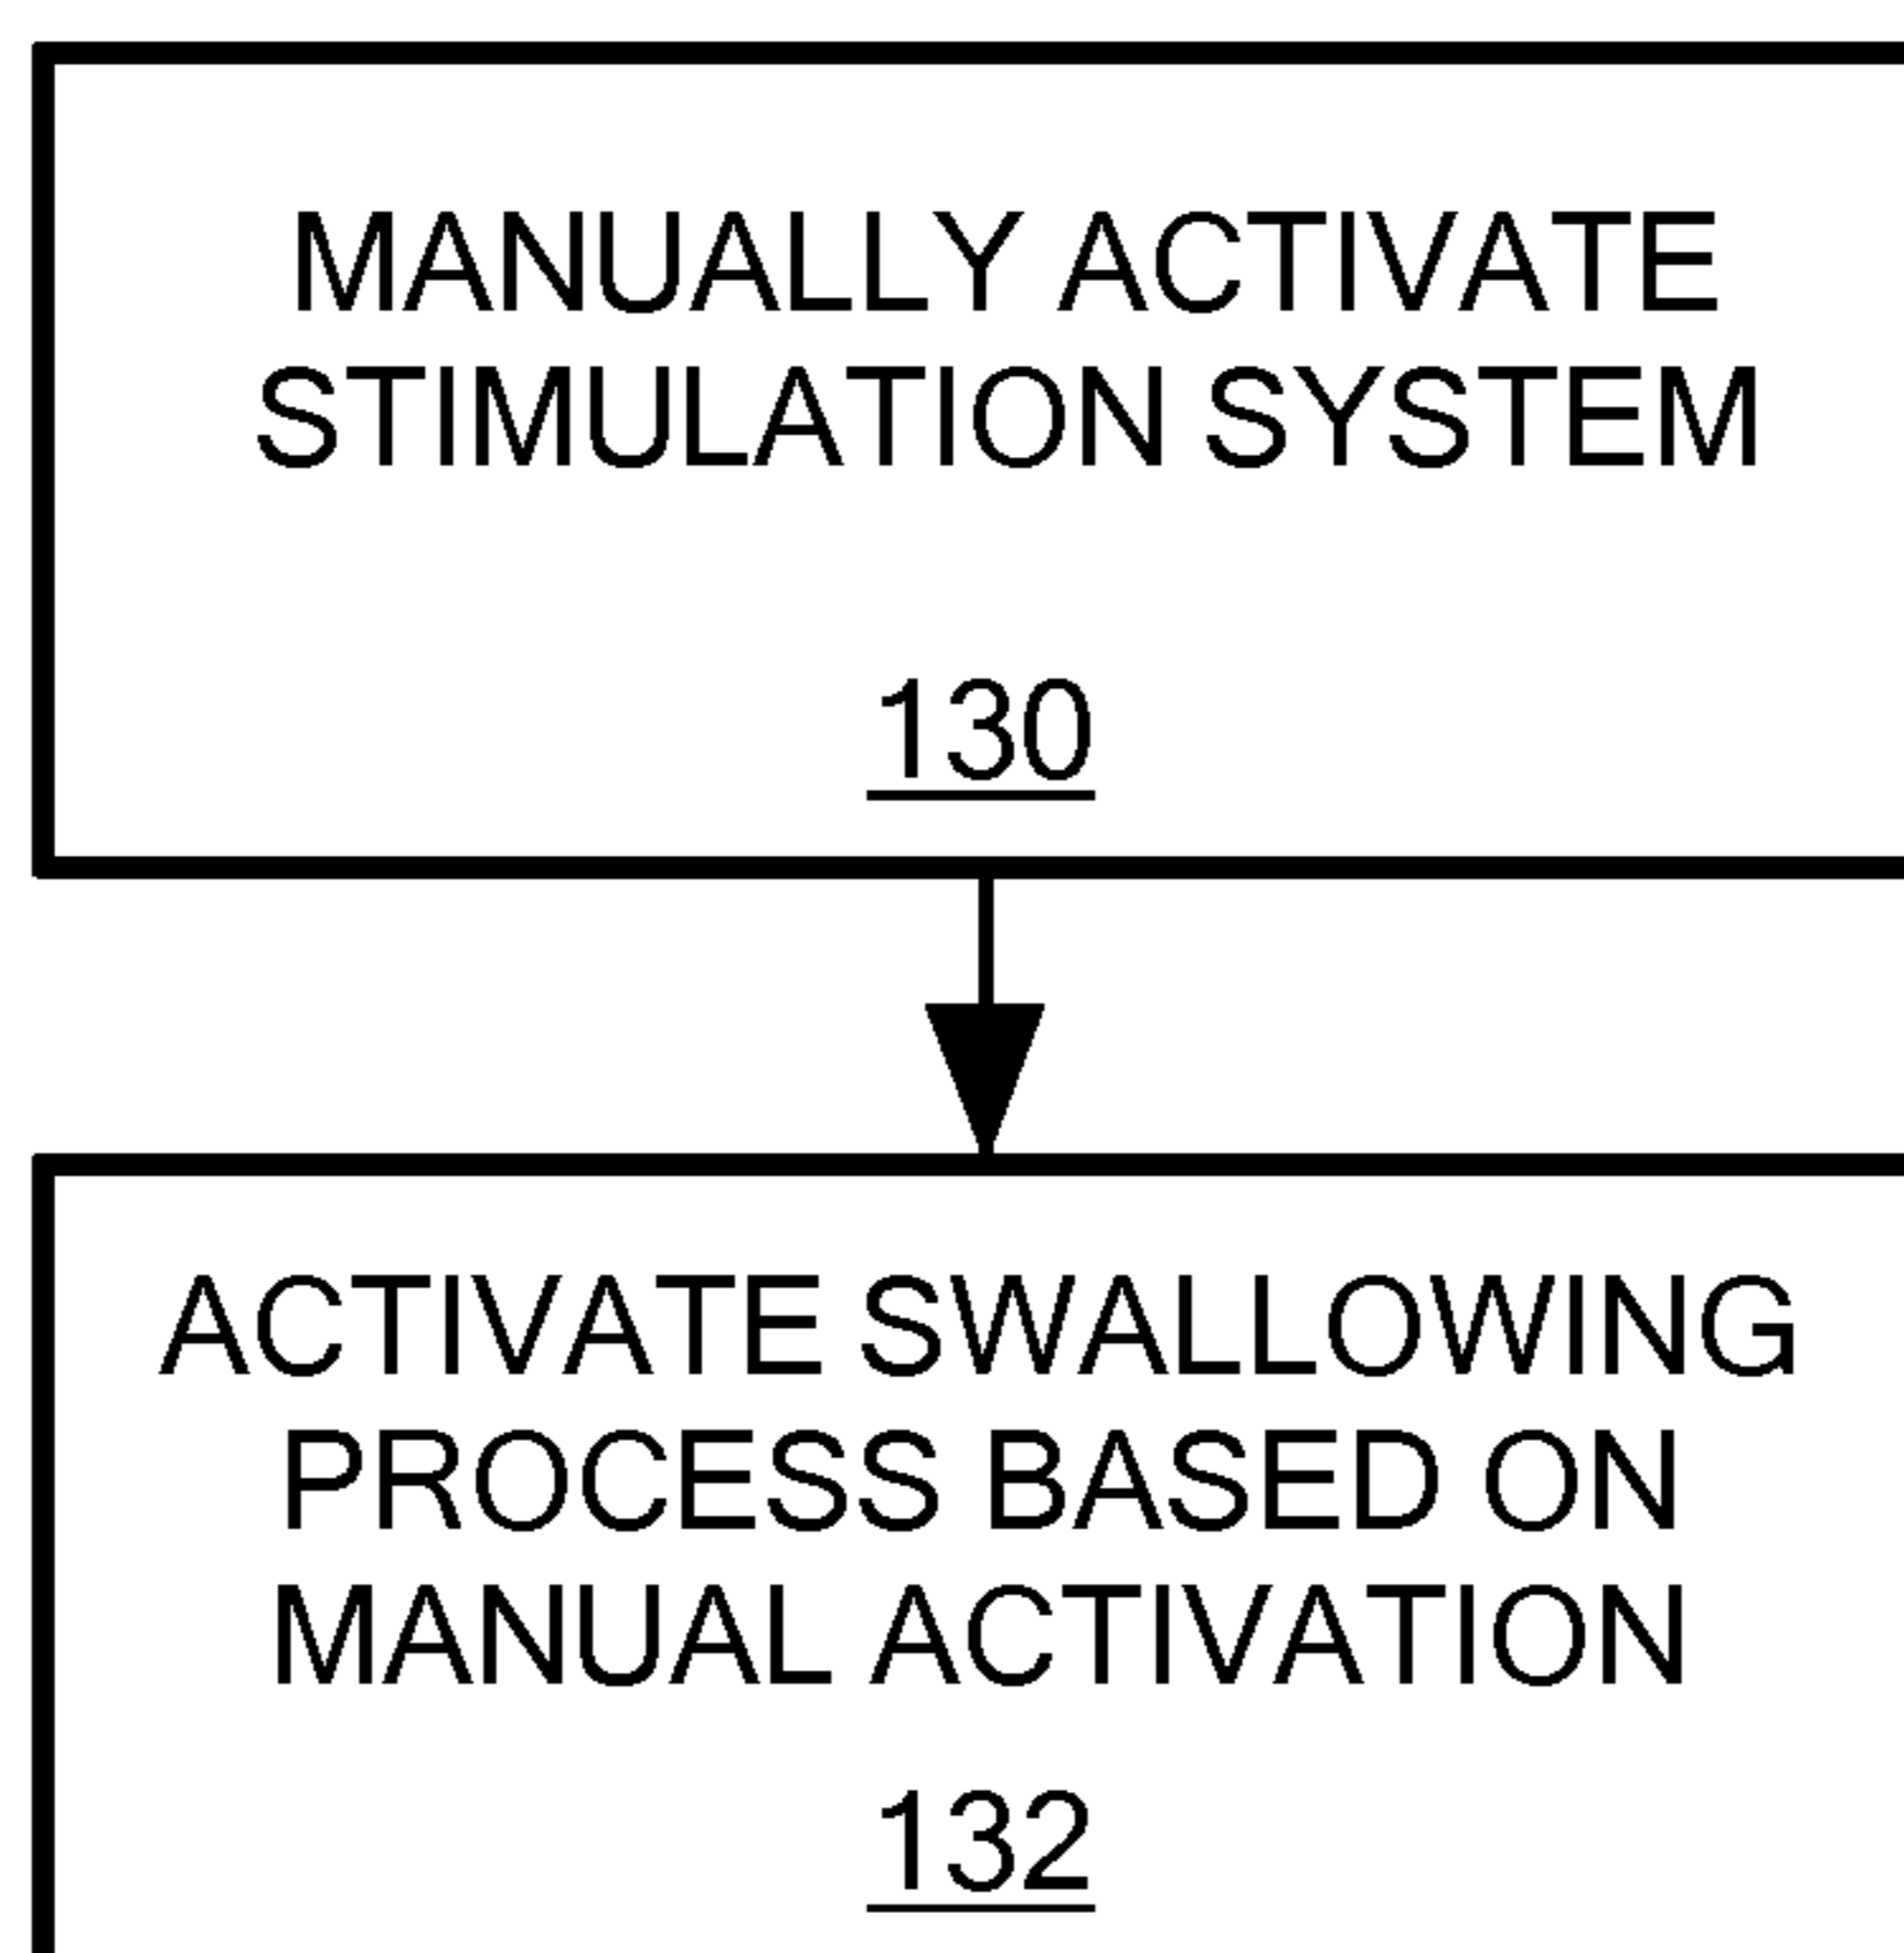 MANUALLY ACTIVATE
STIMULATION SYSTEM
130
ACTIVATE SWALLOWING
PROCESS BASED ON
MANUAL ACTIVATION
132